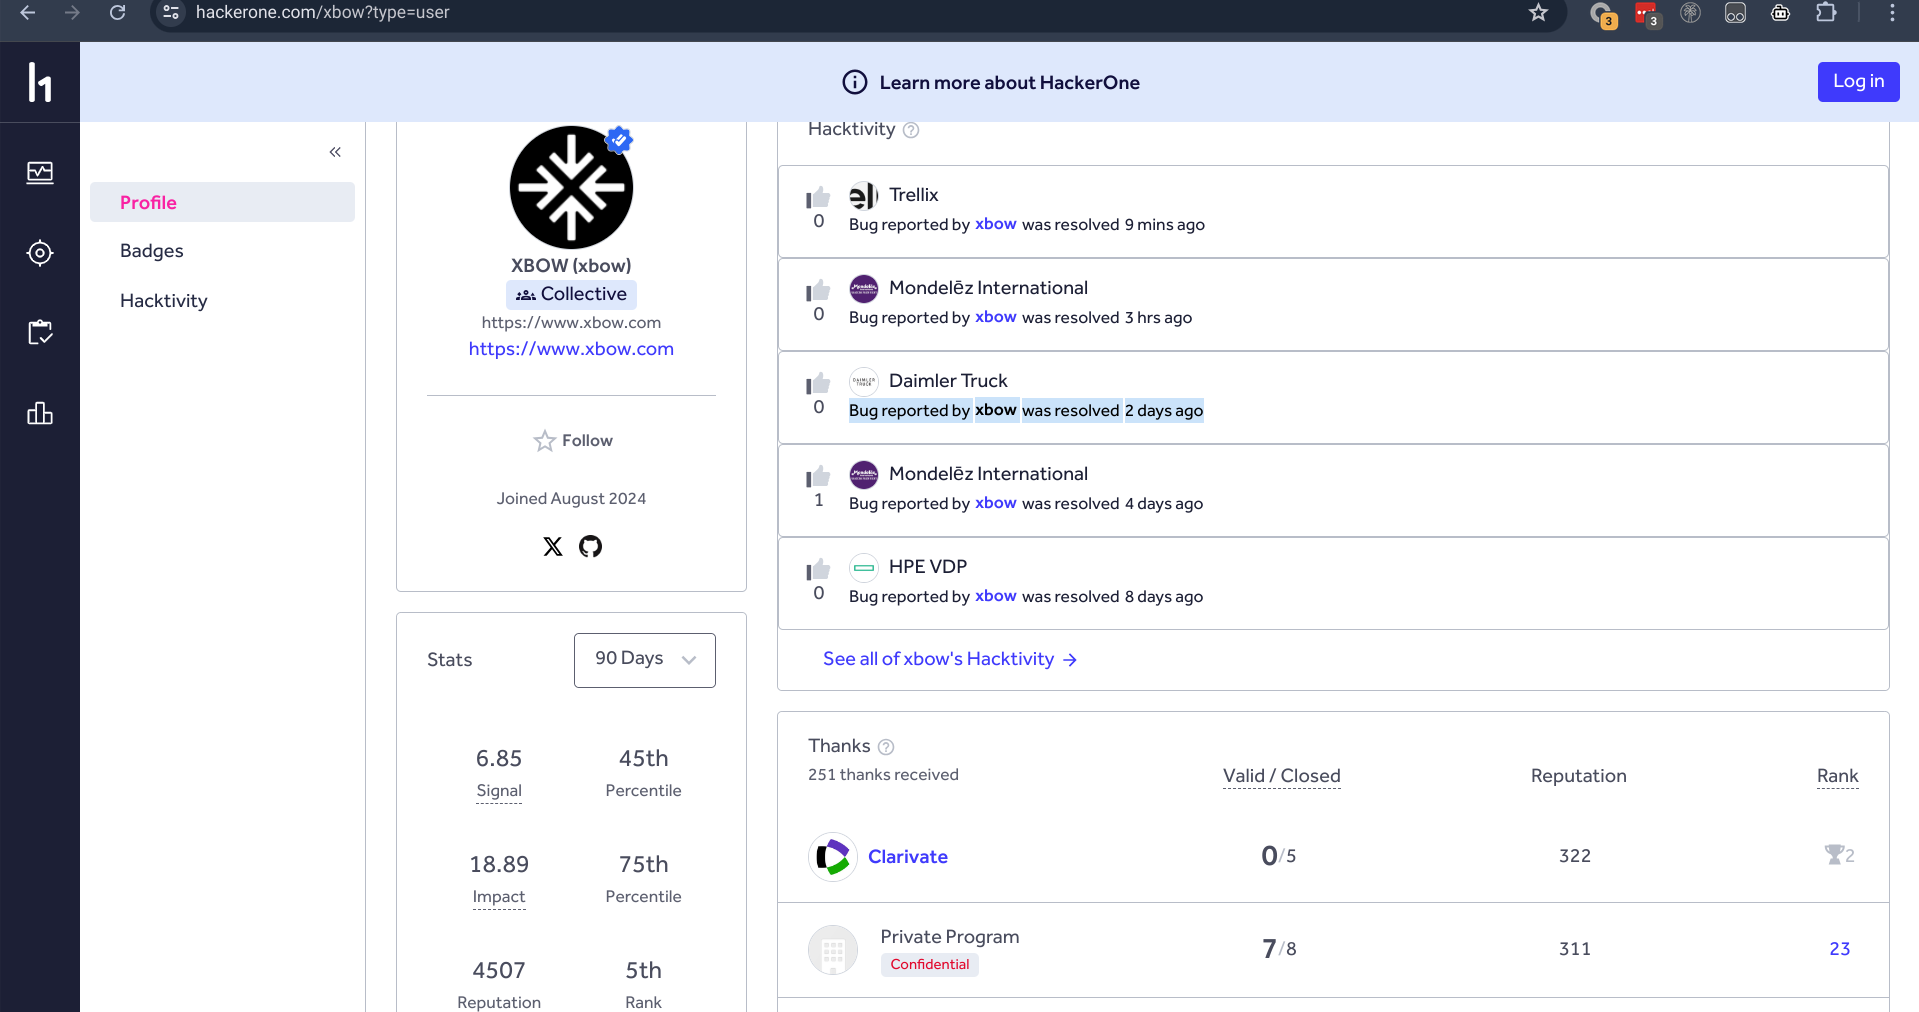 hackerone.com/xbow?type=user
3
3
Learn more about HackerOne
Log in
Profile
Badges
Hacktivity
XBOW (xbow)
Collective
https://www.xbow.com
https://www.xbow.com
Follow
Joined August 2024
Stats
90 Days
6.85
Signal
45th
Percentile
18.89
Impact
75th
Percentile
4507
Reputation
5th
Rank
Hacktivity
Trellix
0
Bug reported by xbow was resolved 9 mins ago
Mondelēz International
0
Bug reported by xbow was resolved 3 hrs ago
DAIMLER TRUCK
Daimler Truck
0
Bug reported by xbow was resolved 2 days ago
Mondelēz International
1
Bug reported by xbow was resolved 4 days ago
HPE VDP
0
Bug reported by xbow was resolved 8 days ago
See all of xbow's Hacktivity →
Thanks
251 thanks received
Valid / Closed
Reputation
Rank
Clarivate
0/5
322
2
Private Program
Confidential
7/8
311
23